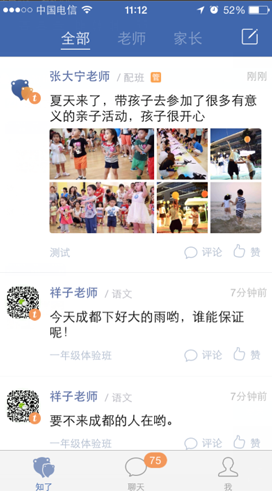 中国电信 11:12 52%
全部 老师 家长
张大宁老师 / 配班 刚刚
夏天来了，带孩子去参加了很多有意
义的亲子活动，孩子很开心
测试 评论 赞
祥子老师 / 语文 7分钟前
今天成都下好大的雨哟，谁能保证
呢！
一年级体验班 评论 赞
祥子老师 / 语文 9分钟前
要不来成都的人在哟。
一年级体验班 评论 赞
75
知了 聊天 我